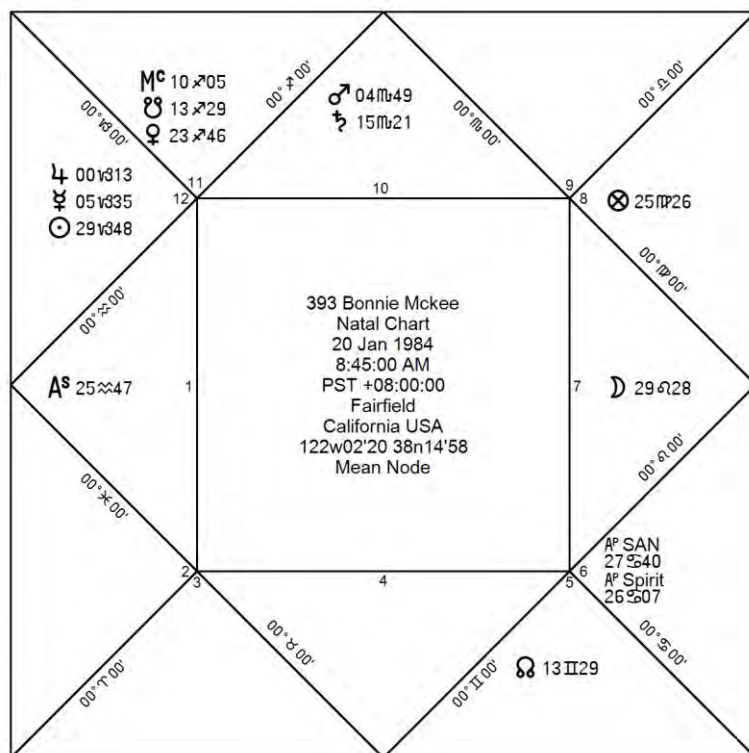 Mc 10♐05
☋ 13♐29
♀ 23♐46
00°♐00'
♂ 04♏49
♄ 15♏21
00°♏00'
00°♎00'
00°♑00'
♃ 00♑13
☿ 05♑35
☉ 29♑48
11
12
10
9
8
⊗ 25♍26
00°♍00'
00°♒00'
393 Bonnie Mckee
Natal Chart
20 Jan 1984
8:45:00 AM
PST +08:00:00
Fairfield
California USA
122w02'20 38n14'58
Mean Node
As 25♒47
1
7
☽ 29♌28
00°♌00'
00°♓00'
AP SAN
27♋40
AP Spirit
26♋07
2
3
4
5
6
00°♋00'
00°♈00'
00°♉00'
00°♊00'
☊ 13♊29